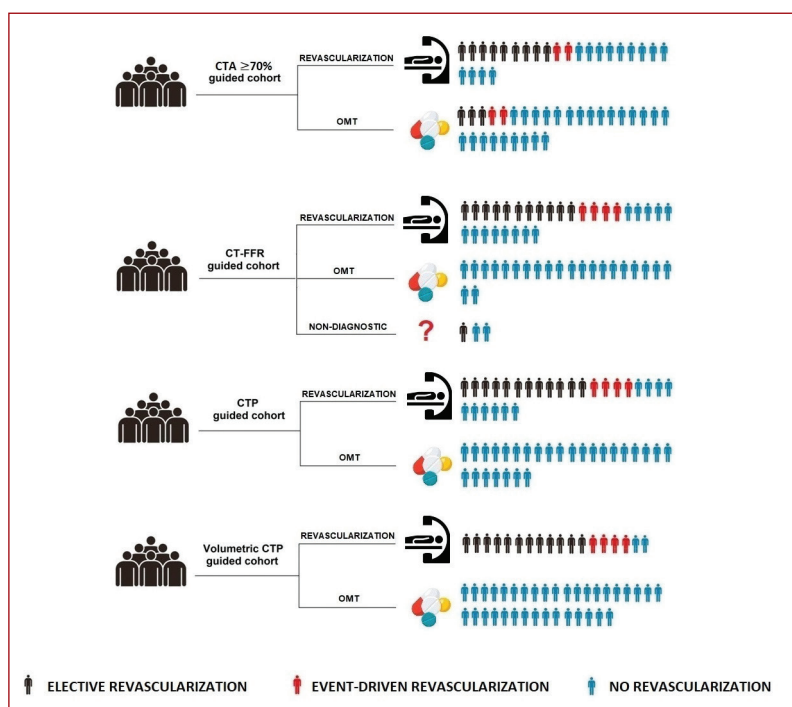 CTA ≥70%
guided cohort
REVASCULARIZATION
OMT
CT-FFR
guided cohort
REVASCULARIZATION
OMT
NON-DIAGNOSTIC
?
CTP
guided cohort
REVASCULARIZATION
OMT
Volumetric CTP
guided cohort
REVASCULARIZATION
OMT
ELECTIVE REVASCULARIZATION
EVENT-DRIVEN REVASCULARIZATION
NO REVASCULARIZATION